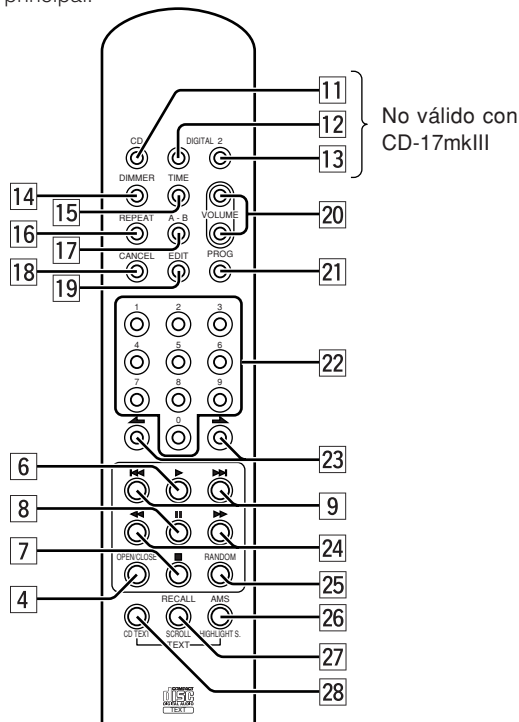 principal.
11
12
13
No válido con
CD-17mkIII
CD
DIGITAL 2
DIMMER
TIME
14
15
REPEAT
A - B
VOLUME
20
16
17
CANCEL
EDIT
PROG
21
18
19
1
2
3
4
5
6
22
7
8
9
0
23
6
9
8
24
7
OPEN/CLOSE
RANDOM
25
4
RECALL
AMS
26
CD TEXT
SCROLL
HIGHLIGHT S.
TEXT
27
28
COMPACT
disc
DIGITAL AUDIO
TEXT